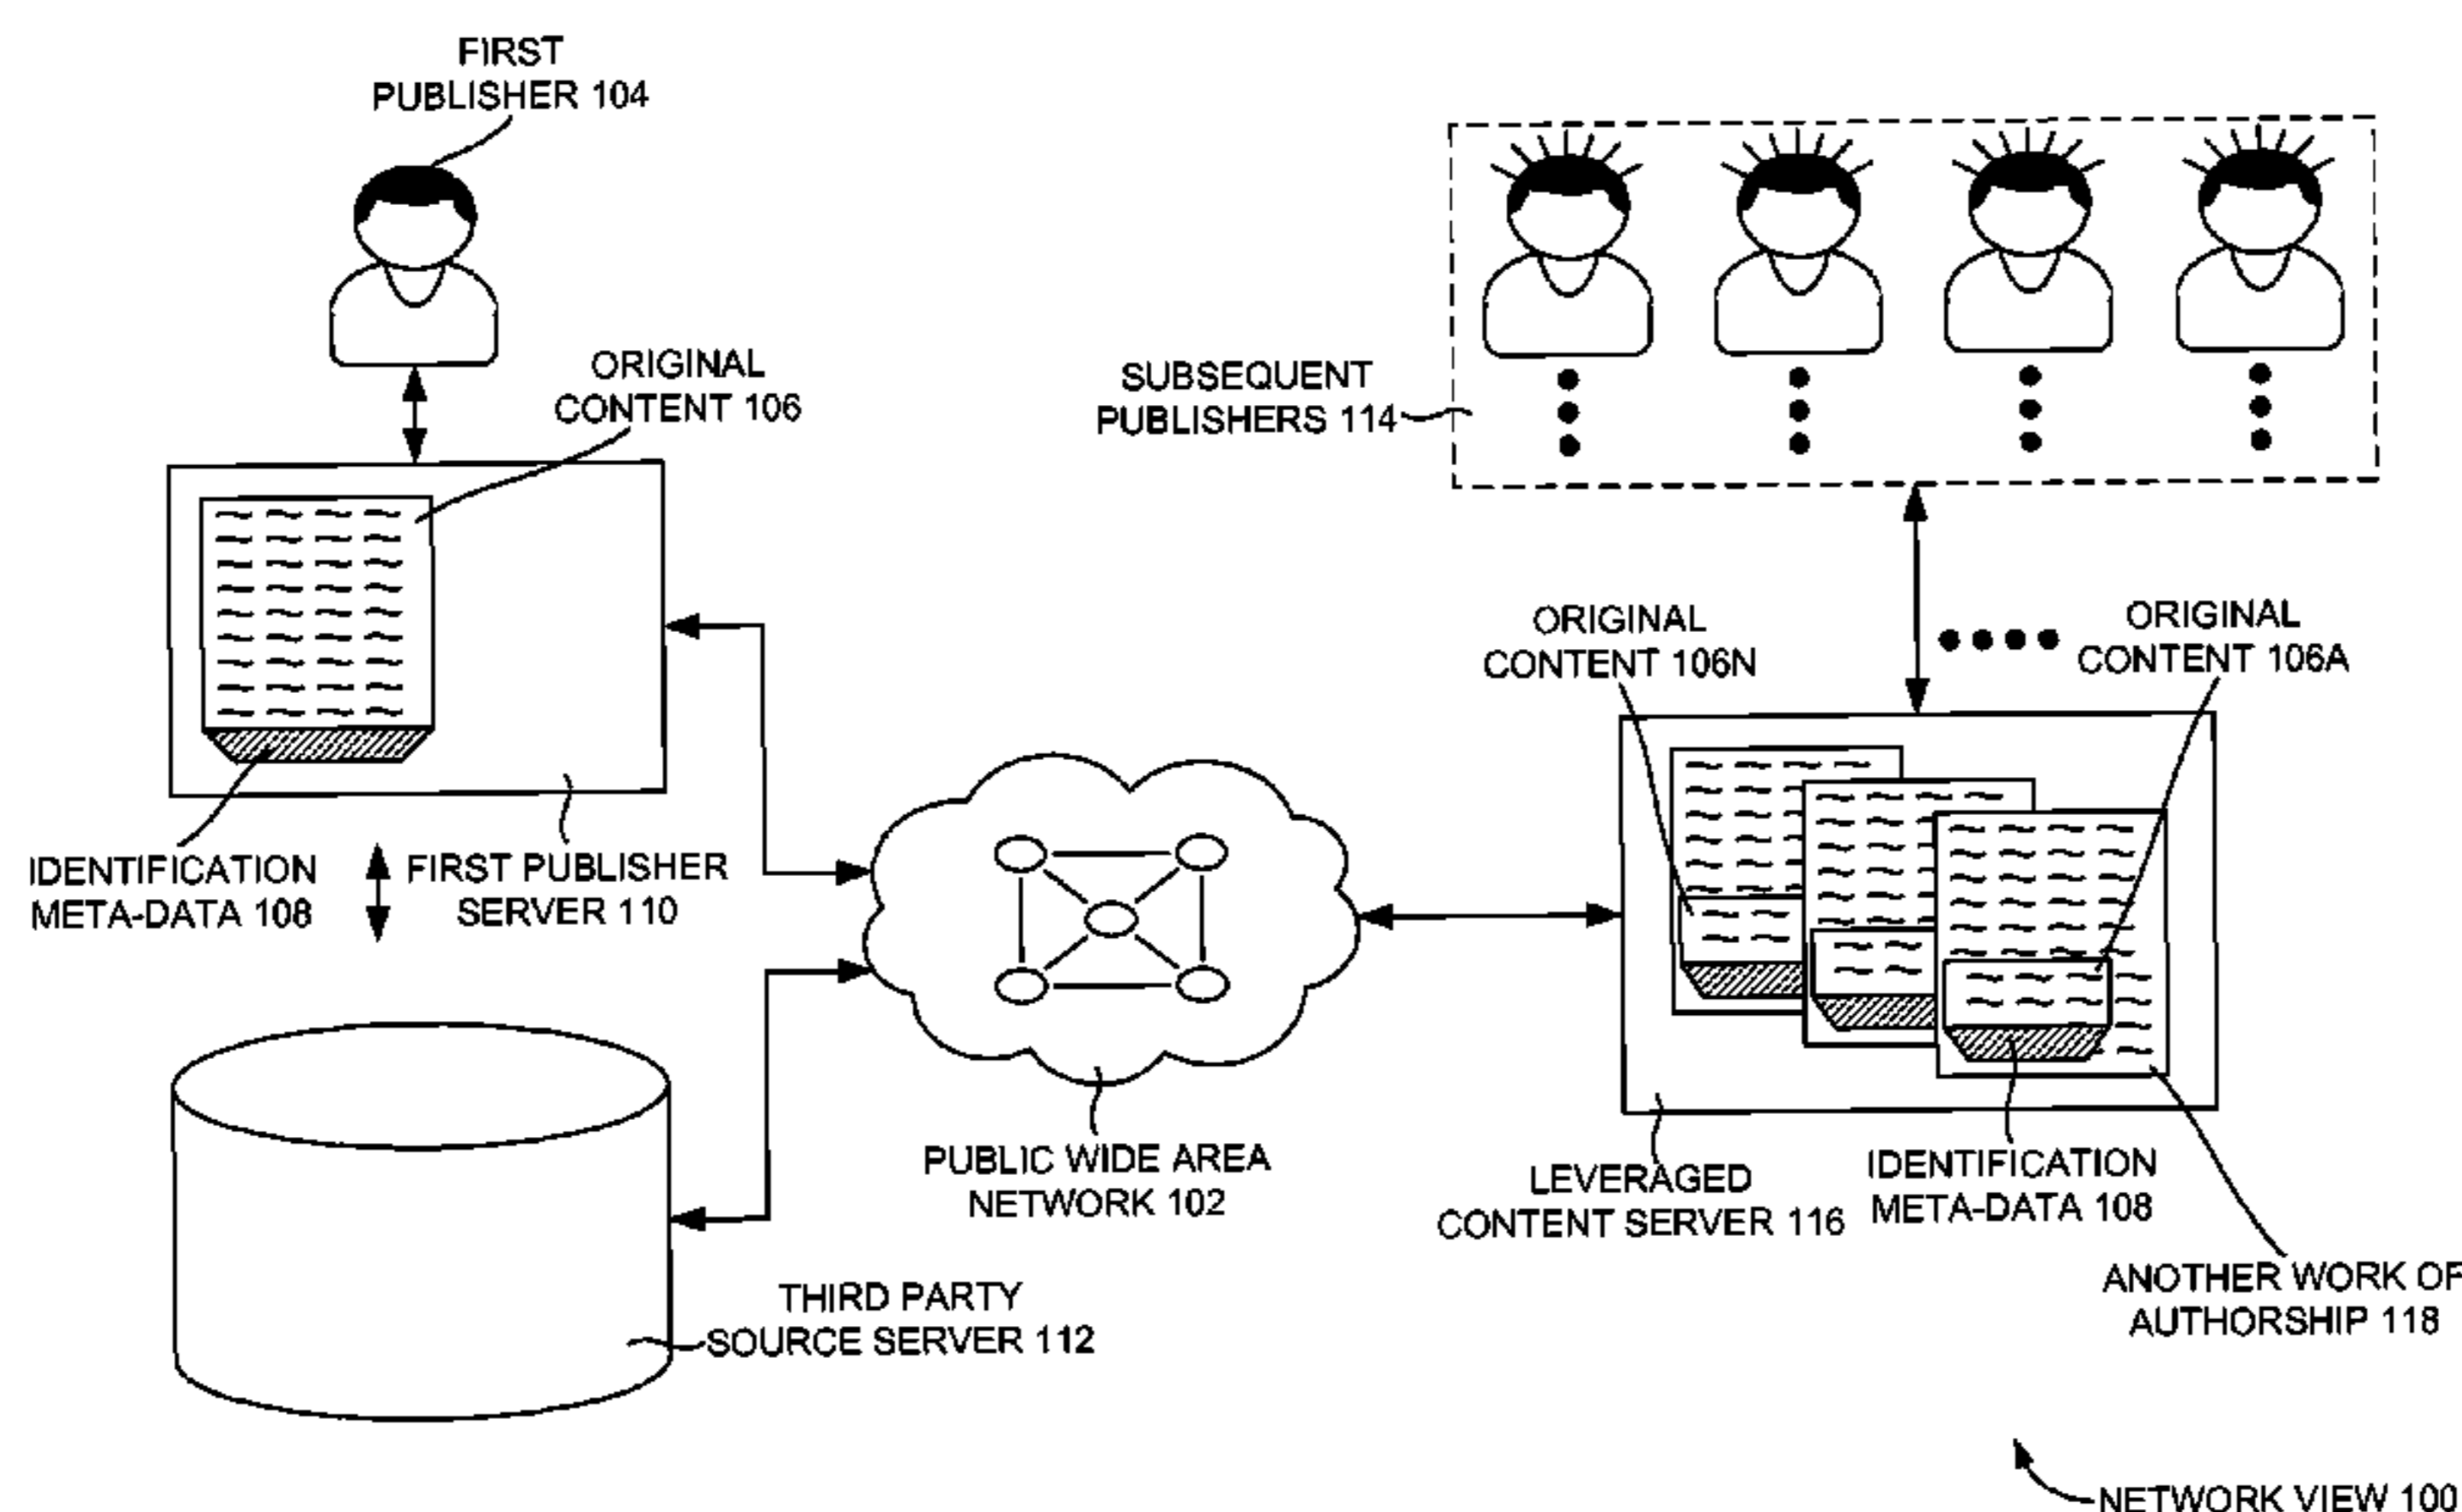 FIRST
PUBLISHER 104
ORIGINAL
CONTENT 106
SUBSEQUENT
PUBLISHERS 114
ORIGINAL
CONTENT 106N
ORIGINAL
CONTENT 106A
IDENTIFICATION
META-DATA 108
FIRST PUBLISHER
SERVER 110
PUBLIC WIDE AREA
NETWORK 102
LEVERAGED
CONTENT SERVER 116
IDENTIFICATION
META-DATA 108
ANOTHER WORK OF
AUTHORSHIP 118
THIRD PARTY
SOURCE SERVER 112
NETWORK VIEW 100